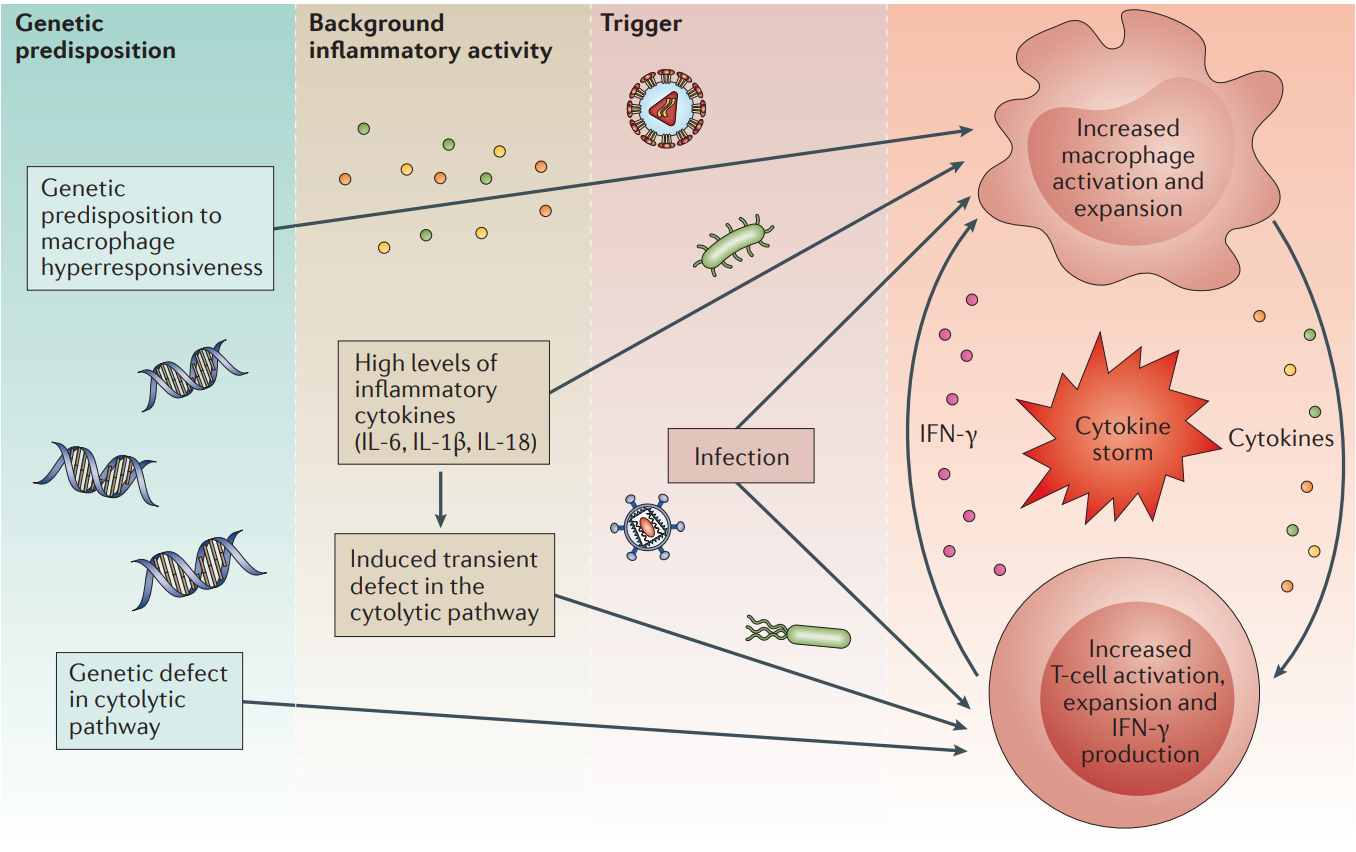 Genetic
predisposition
Background
inflammatory activity
Trigger
Genetic
predisposition to
macrophage
hyperresponsiveness
High levels of
inflammatory
cytokines
(IL-6, IL-1β, IL-18)
Induced transient
defect in the
cytolytic pathway
Genetic defect
in cytolytic
pathway
Infection
Increased
macrophage
activation and
expansion
IFN-γ
Cytokine
storm
Cytokines
Increased
T-cell activation,
expansion and
IFN-γ
production